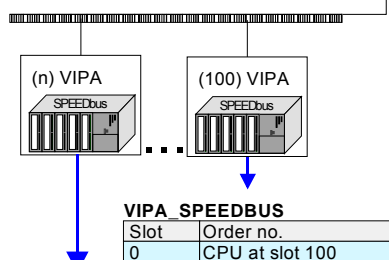 (n) VIPA
(100) VIPA
SPEEDbus
SPEEDbus
VIPA_SPEEDBUS
Slot Order no.
0 CPU at slot 100